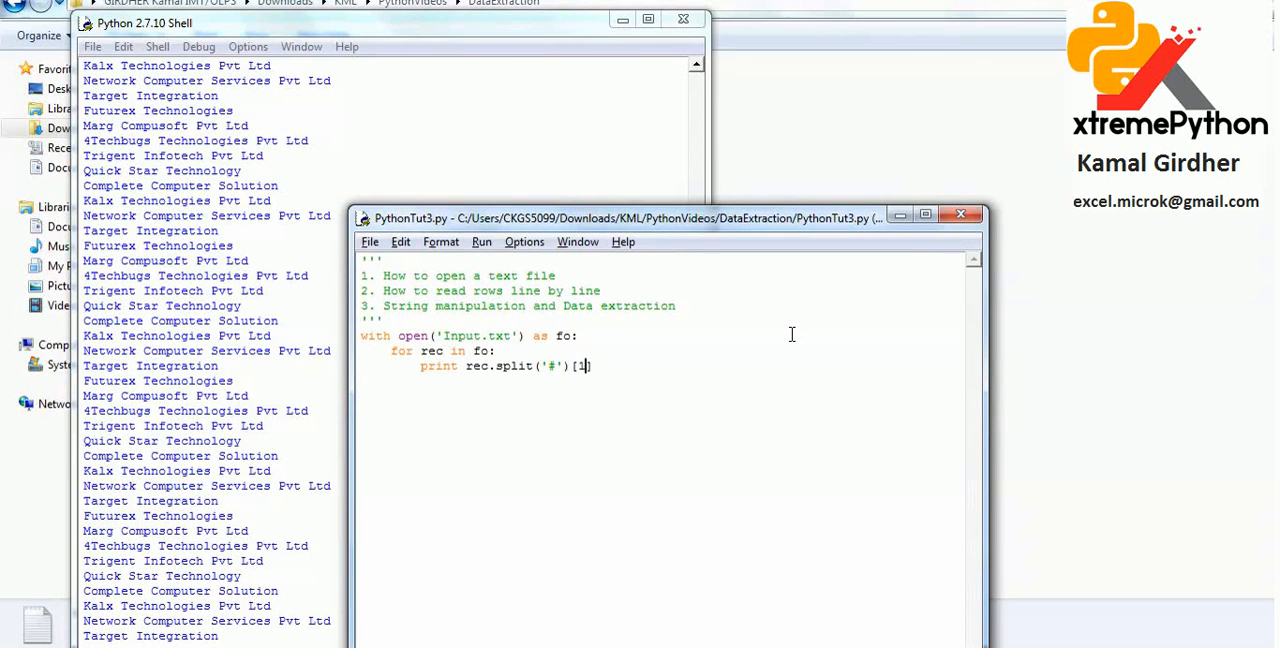 GIRDHER Kamal IMT/OLPS
Downloads
KML
PythonVideos
DataExtraction
Python 2.7.10 Shell
Organize
File Edit Shell Debug Options Window Help
Favorit
Desk
Libra
Dow
Rece
Docu
Librari
Docu
Mus
My P
Pictu
Vide
Comp
Syste
Netwo
Kalx Technologies Pvt Ltd
Network Computer Services Pvt Ltd
Target Integration
Futurex Technologies
Marg Compusoft Pvt Ltd
4Techbugs Technologies Pvt Ltd
Trigent Infotech Pvt Ltd
Quick Star Technology
Complete Computer Solution
Kalx Technologies Pvt Ltd
Network Computer Services Pvt Ltd
Target Integration
Futurex Technologies
Marg Compusoft Pvt Ltd
4Techbugs Technologies Pvt Ltd
Trigent Infotech Pvt Ltd
Quick Star Technology
Complete Computer Solution
Kalx Technologies Pvt Ltd
Network Computer Services Pvt Ltd
Target Integration
Futurex Technologies
Marg Compusoft Pvt Ltd
4Techbugs Technologies Pvt Ltd
Trigent Infotech Pvt Ltd
Quick Star Technology
Complete Computer Solution
Kalx Technologies Pvt Ltd
Network Computer Services Pvt Ltd
Target Integration
Futurex Technologies
Marg Compusoft Pvt Ltd
4Techbugs Technologies Pvt Ltd
Trigent Infotech Pvt Ltd
Quick Star Technology
Complete Computer Solution
Kalx Technologies Pvt Ltd
Network Computer Services Pvt Ltd
Target Integration
PythonTut3.py - C:/Users/CKGS5099/Downloads/KML/PythonVideos/DataExtraction/PythonTut3.py (...
File Edit Format Run Options Window Help
'''
1. How to open a text file
2. How to read rows line by line
3. String manipulation and Data extraction
'''
with open('Input.txt') as fo:
for rec in fo:
print rec.split('#')[1]
xtremePython
Kamal Girdher
excel.microk@gmail.com